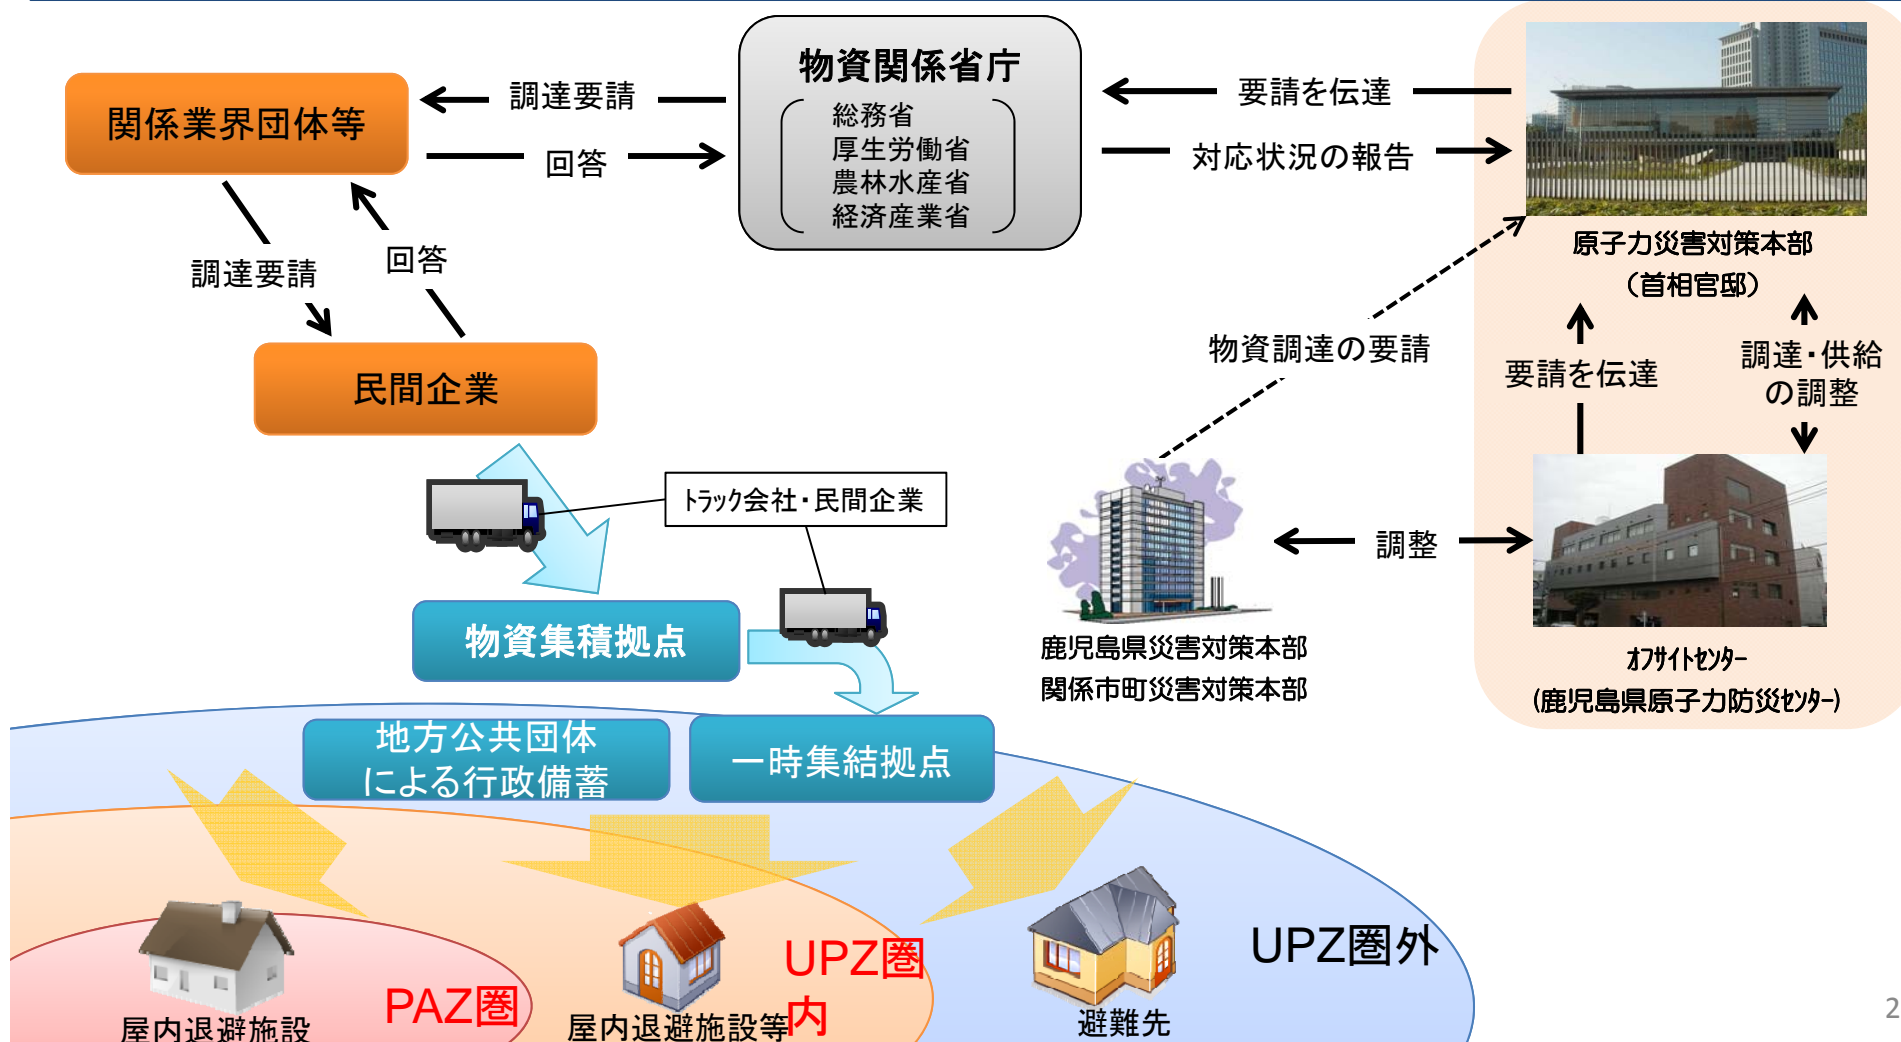 物資関係省庁
総務省
厚生労働省
農林水産省
経済産業省
関係業界団体等
調達要請
回答
要請を伝達
対応状況の報告
原子力災害対策本部
（首相官邸）
調達要請
回答
民間企業
物資調達の要請
要請を伝達
調達・供給
の調整
トラック会社・民間企業
調整
物資集積拠点
鹿児島県災害対策本部
関係市町災害対策本部
オフサイトセンター
(鹿児島県原子力防災センター)
地方公共団体
による行政備蓄
一時集結拠点
UPZ圏外
UPZ圏
内
PAZ圏
屋内退避施設
屋内退避施設等
避難先
2